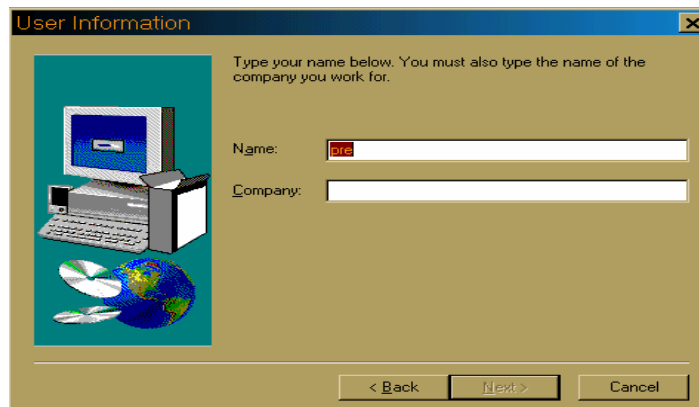 User Information
Type your name below. You must also type the name of the
company you work for.
Name: pre
Company:
< Back Next > Cancel